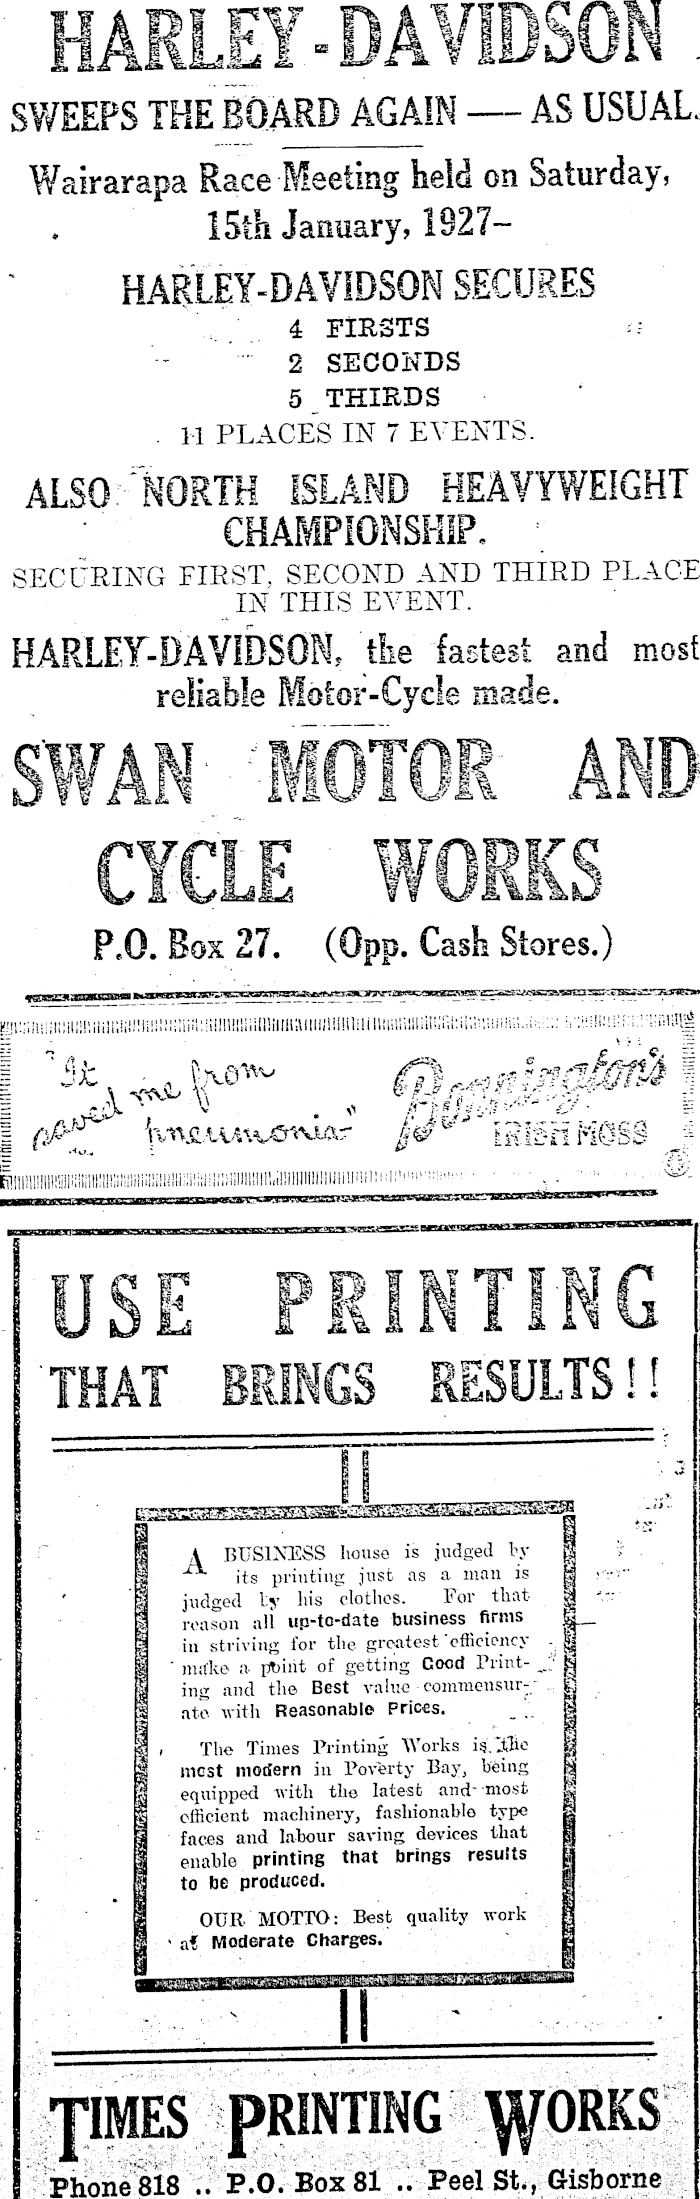 HARLEY-DAVIDSON
SWEEPS THE BOARD AGAIN — AS USUAL.
Wairarapa Race Meeting held on Saturday,
15th January, 1927–
HARLEY-DAVIDSON SECURES
4 FIRSTS
2 SECONDS
5 THIRDS
11 PLACES IN 7 EVENTS.
ALSO NORTH ISLAND HEAVYWEIGHT
CHAMPIONSHIP.
SECURING FIRST, SECOND AND THIRD PLACE
IN THIS EVENT.
HARLEY-DAVIDSON, the fastest and most
reliable Motor-Cycle made.
SWAN MOTOR AND
CYCLE WORKS
P.O. Box 27. (Opp. Cash Stores.)
"It
saved me from
pneumonia"
Bonnington's
IRISH MOSS
USE PRINTING
THAT BRINGS RESULTS!!
A BUSINESS house is judged by
its printing just as a man is
judged by his clothes. For that
reason all up-to-date business firms
in striving for the greatest efficiency
make a point of getting Good Print-
ing and the Best value commensur-
ate with Reasonable Prices.
The Times Printing Works is the
most modern in Poverty Bay, being
equipped with the latest and most
efficient machinery, fashionable type
faces and labour saving devices that
enable printing that brings results
to be produced.
OUR MOTTO: Best quality work
at Moderate Charges.
TIMES PRINTING WORKS
Phone 818 .. P.O. Box 81 .. Peel St., Gisborne